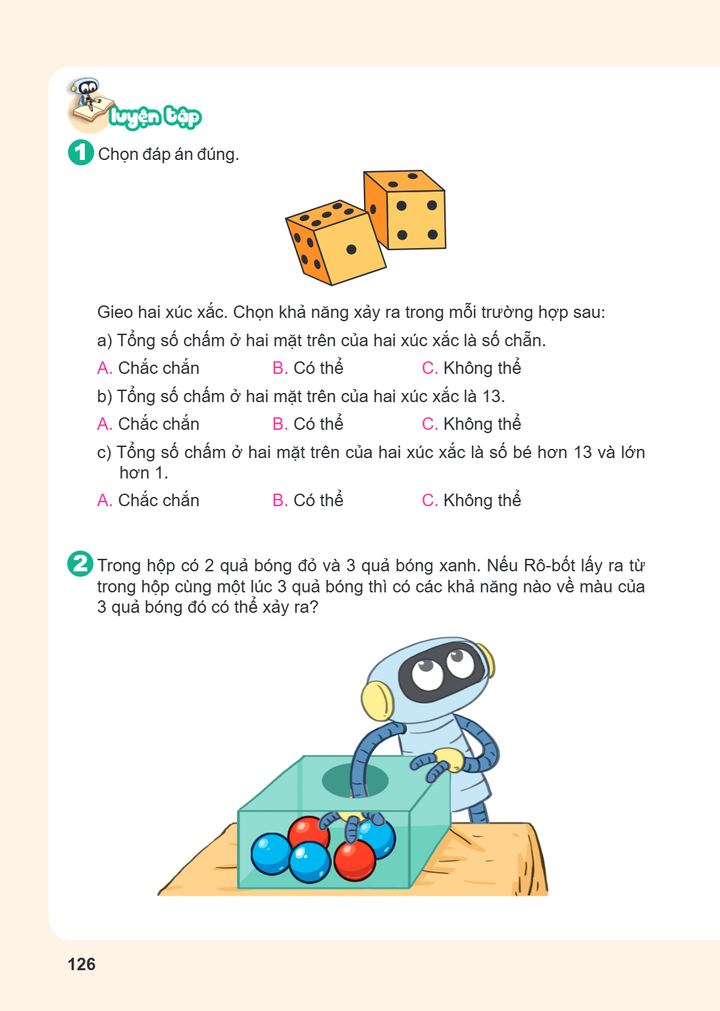 Luyện tập
1 Chọn đáp án đúng.
Gieo hai xúc xắc. Chọn khả năng xảy ra trong mỗi trường hợp sau:
a) Tổng số chấm ở hai mặt trên của hai xúc xắc là số chẵn.
A. Chắc chắn B. Có thể C. Không thể
b) Tổng số chấm ở hai mặt trên của hai xúc xắc là 13.
A. Chắc chắn B. Có thể C. Không thể
c) Tổng số chấm ở hai mặt trên của hai xúc xắc là số bé hơn 13 và lớn
hơn 1.
A. Chắc chắn B. Có thể C. Không thể
2 Trong hộp có 2 quả bóng đỏ và 3 quả bóng xanh. Nếu Rô-bốt lấy ra từ
trong hộp cùng một lúc 3 quả bóng thì có các khả năng nào về màu của
3 quả bóng đó có thể xảy ra?
126